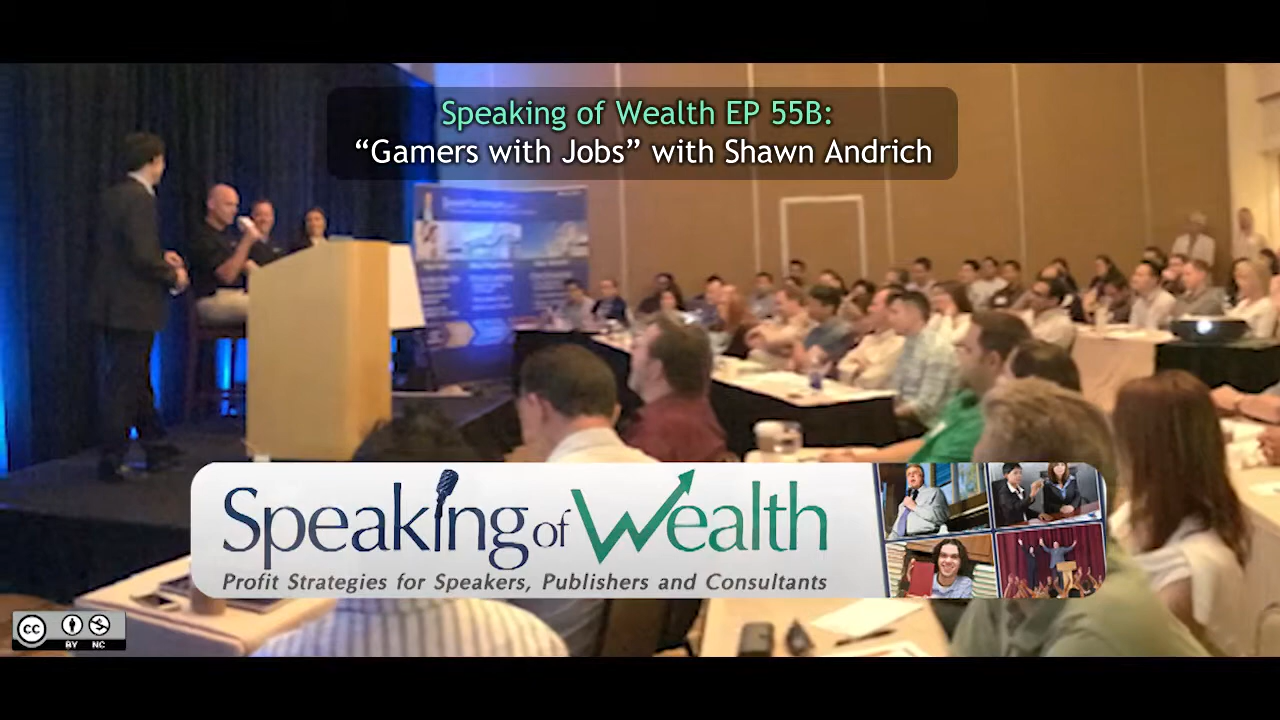 Speaking of Wealth EP 55B:
“Gamers with Jobs” with Shawn Andrich
Speaking of Wealth
Profit Strategies for Speakers, Publishers and Consultants
cc
BY NC